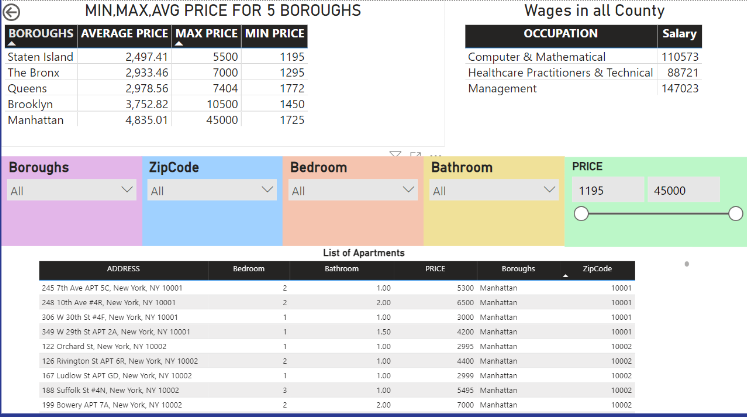 MIN,MAX,AVG PRICE FOR 5 BOROUGHS
BOROUGHS AVERAGE PRICE MAX PRICE MIN PRICE
Staten Island 2,497.41 5500 1195
The Bronx 2,933.46 7000 1295
Queens 2,978.56 7404 1772
Brooklyn 3,752.82 10500 1450
Manhattan 4,835.01 45000 1725
Wages in all County
OCCUPATION Salary
Computer & Mathematical 110573
Healthcare Practitioners & Technical 88721
Management 147023
Boroughs ZipCode Bedroom Bathroom PRICE
All All All All 1195 45000
List of Apartments
ADDRESS Bedroom Bathroom PRICE Boroughs ZipCode
245 7th Ave APT 5C, New York, NY 10001 2 1.00 5300 Manhattan 10001
248 10th Ave #4R, New York, NY 10001 2 2.00 6500 Manhattan 10001
306 W 30th St #4F, New York, NY 10001 1 1.00 3000 Manhattan 10001
349 W 29th St APT 2A, New York, NY 10001 1 1.50 4200 Manhattan 10001
122 Orchard St, New York, NY 10002 1 1.00 2995 Manhattan 10002
126 Rivington St APT 6R, New York, NY 10002 2 1.00 4400 Manhattan 10002
167 Ludlow St APT GD, New York, NY 10002 1 1.00 2999 Manhattan 10002
188 Suffolk St #4N, New York, NY 10002 3 1.00 5495 Manhattan 10002
199 Bowery APT 7A, New York, NY 10002 2 2.00 7000 Manhattan 10002